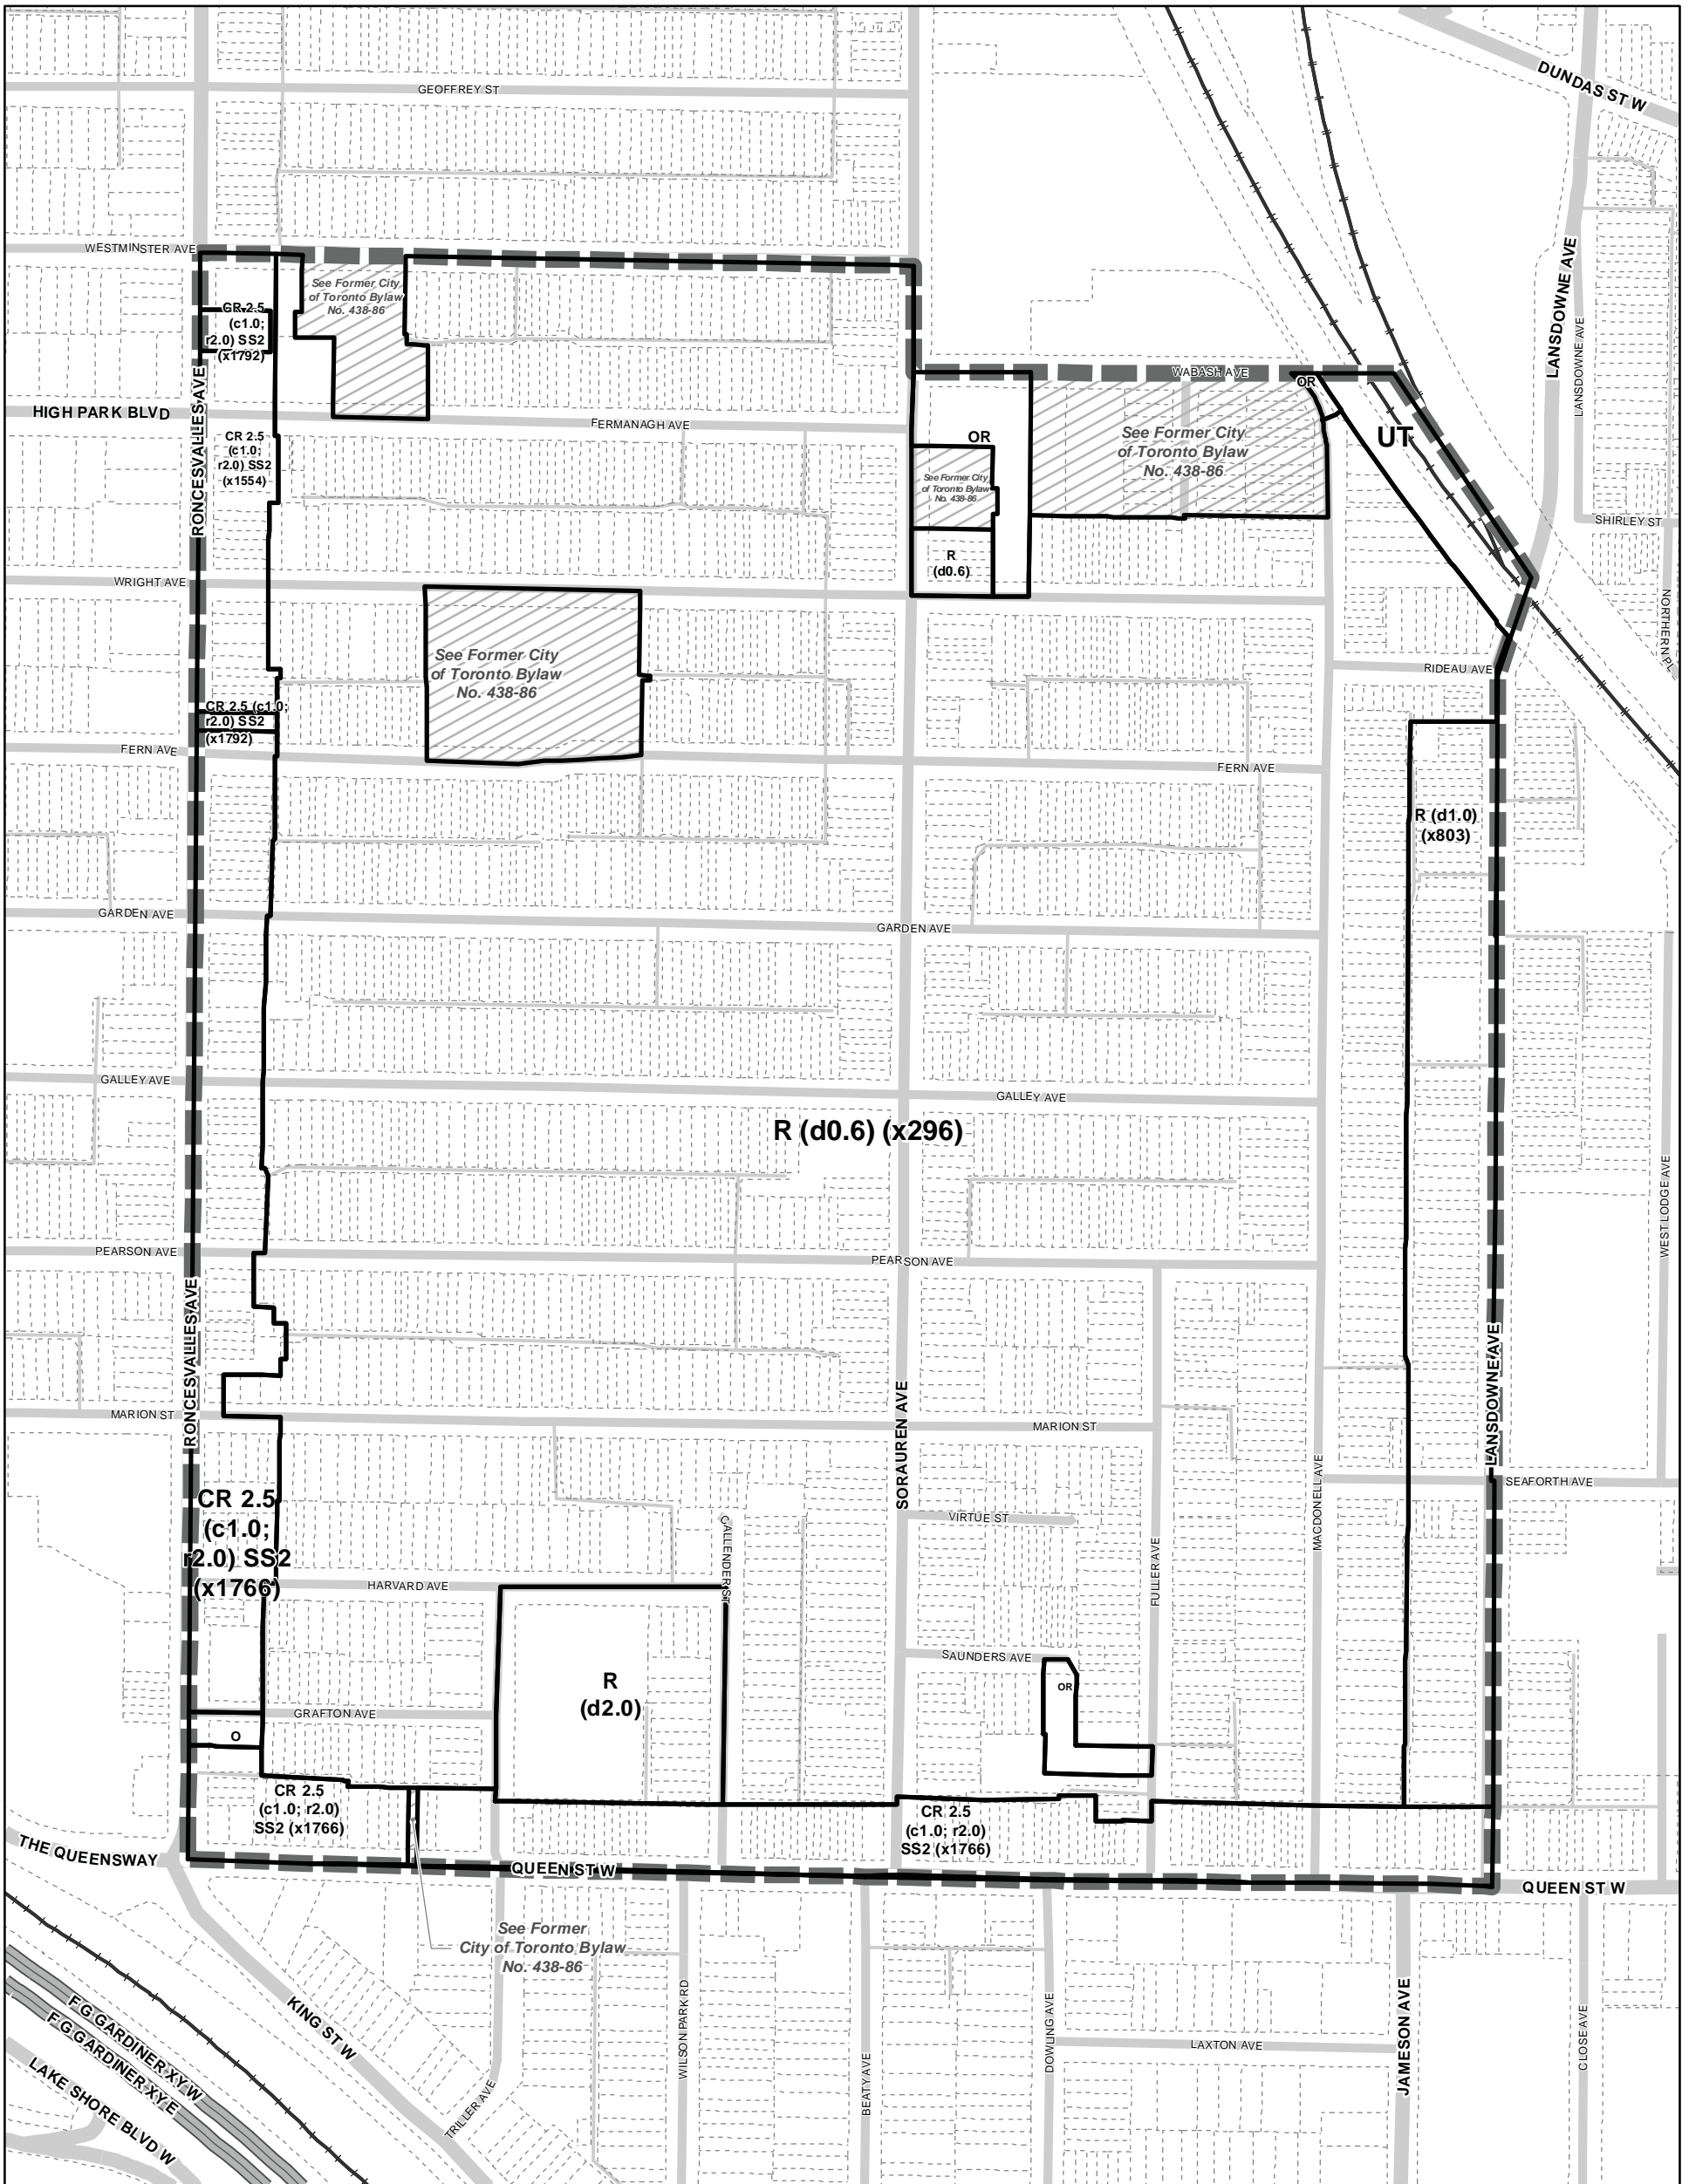 GEOFFREY ST
DUNDAS ST W
WESTMINSTER AVE
LANSDOWNE AVE
LANSDOWNE AVE
See Former City
of Toronto Bylaw
No. 438-86
CR 2.5
(c1.0;
r2.0) SS2
(x1792)
RONCESVALLES AVE
WABASH AVE
OR
HIGH PARK BLVD
FERMANAGH AVE
CR 2.5
(c1.0;
r2.0) SS2
(x1554)
OR
See Former City
of Toronto Bylaw
No. 438-86
UT
See Former City
of Toronto Bylaw
No. 438-86
SHIRLEY ST
R
(d0.6)
WRIGHT AVE
NORTHERN PL
See Former City
of Toronto Bylaw
No. 438-86
RIDEAU AVE
CR 2.5 (c1.0;
r2.0) SS2
(x1792)
FERN AVE
FERN AVE
R (d1.0)
(x803)
GARDEN AVE
GARDEN AVE
GALLEY AVE
GALLEY AVE
R (d0.6) (x296)
WEST LODGE AVE
PEARSON AVE
PEARSON AVE
RONCESVALLES AVE
LANSDOWNE AVE
MARION ST
SORAUREN AVE
MARION ST
MACDONELL AVE
SEAFORTH AVE
CR 2.5
(c1.0;
r2.0) SS2
(x1766)
CALLENDER ST
VIRTUE ST
FULLER AVE
HARVARD AVE
SAUNDERS AVE
R
(d2.0)
OR
GRAFTON AVE
O
CR 2.5
(c1.0; r2.0)
SS2 (x1766)
CR 2.5
(c1.0; r2.0)
SS2 (x1766)
THE QUEENSWAY
QUEEN ST W
QUEEN ST W
See Former
City of Toronto Bylaw
No. 438-86
KING ST W
F G GARDINER XY W
F G GARDINER XY E
LAKE SHORE BLVD W
TRILLER AVE
WILSON PARK RD
BEATY AVE
DOWLING AVE
LAXTON AVE
JAMESON AVE
CLOSE AVE